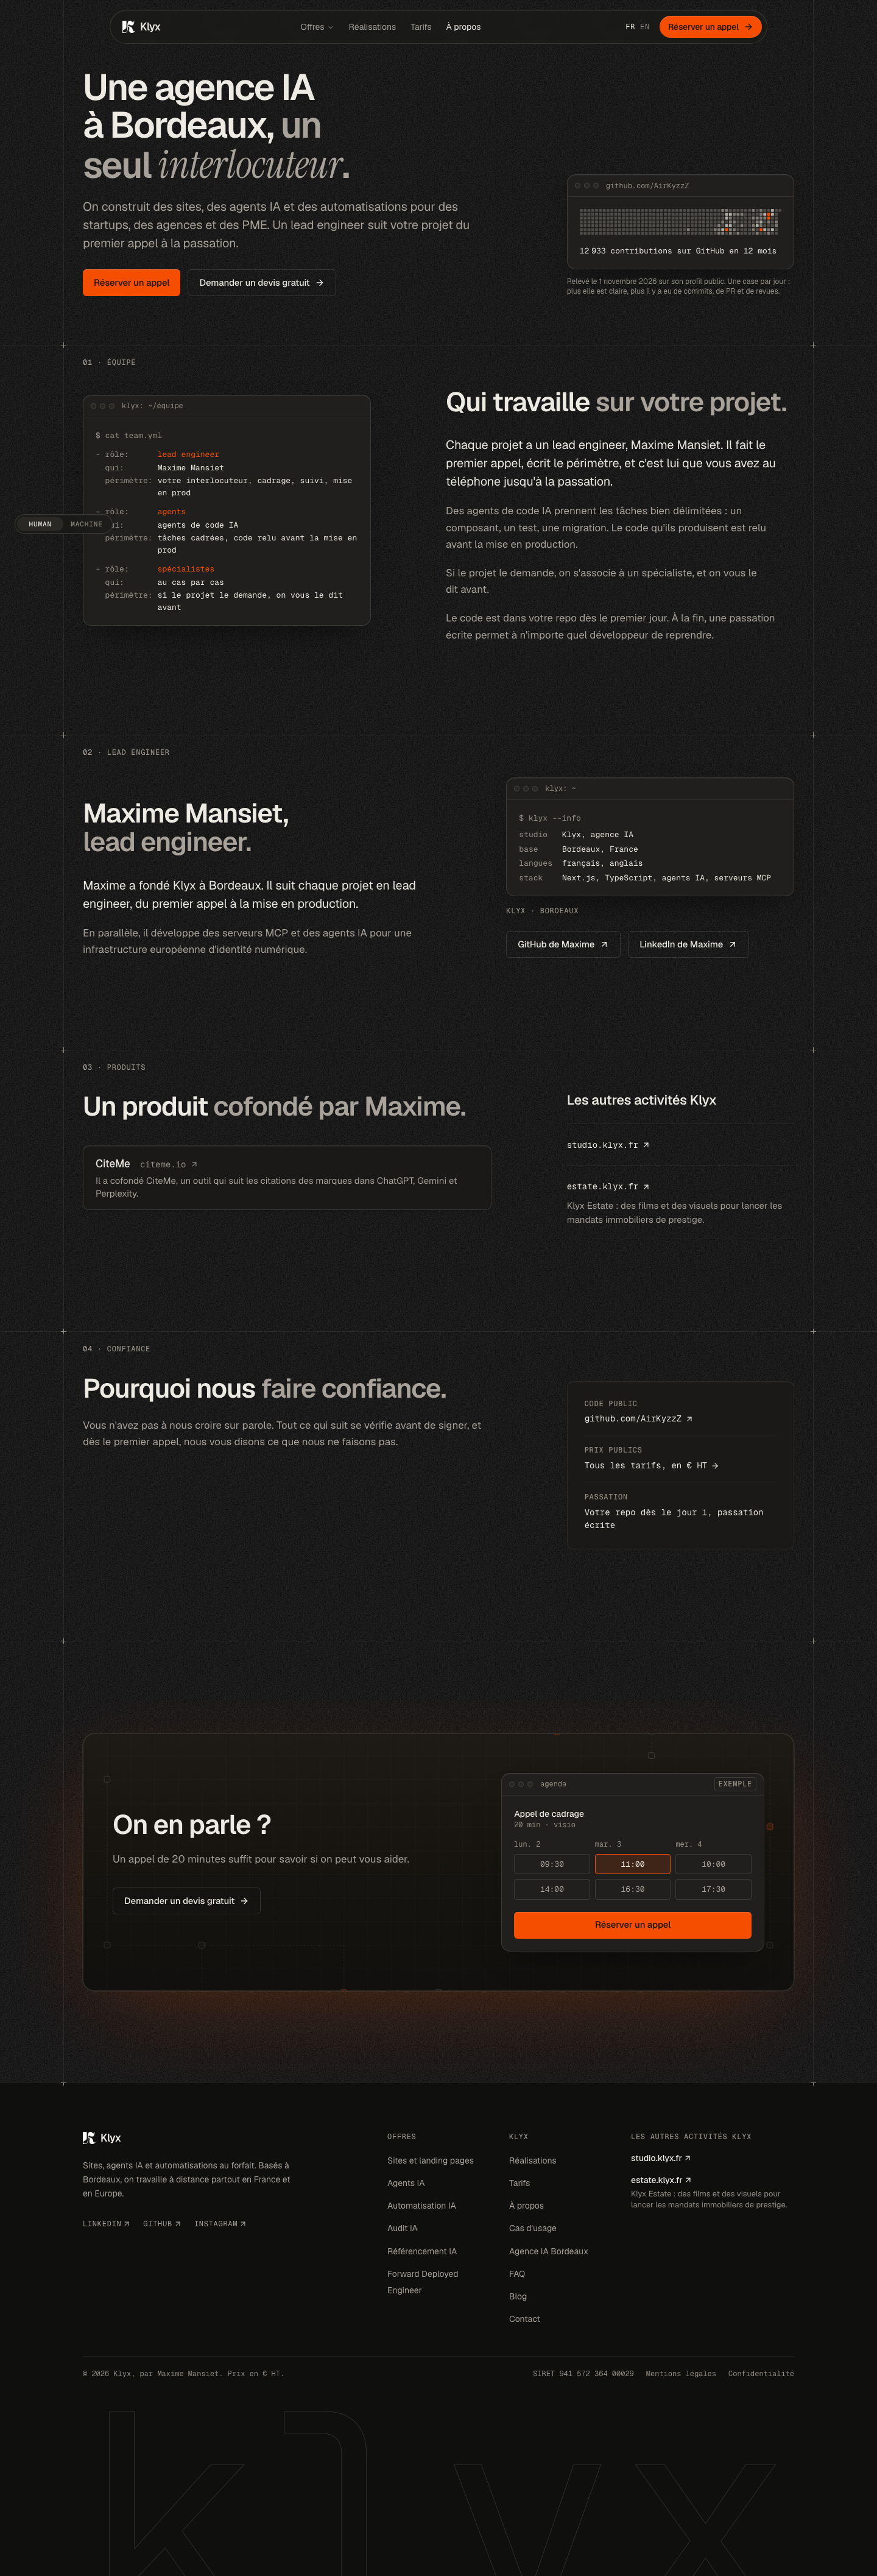 Klyx
Offres
Réalisations
Tarifs
À propos
FR EN
Réserver un appel →
Une agence IA
à Bordeaux, un
seul interlocuteur.
On construit des sites, des agents IA et des automatisations pour des
startups, des agences et des PME. Un lead engineer suit votre projet du
premier appel à la passation.
Réserver un appel
Demander un devis gratuit →
github.com/AirKyzzZ
12 933 contributions sur GitHub en 12 mois
Relevé le 1 novembre 2026 sur son profil public. Une case par jour :
plus elle est claire, plus il y a eu de commits, de PR et de revues.
01 · ÉQUIPE
klyx: ~/équipe
$ cat team.yml
- rôle: lead engineer
qui: Maxime Mansiet
périmètre: votre interlocuteur, cadrage, suivi, mise
en prod
- rôle: agents
qui: agents de code IA
périmètre: tâches cadrées, code relu avant la mise en
prod
- rôle: spécialistes
qui: au cas par cas
périmètre: si le projet le demande, on vous le dit
avant
HUMAN MACHINE
Qui travaille sur votre projet.
Chaque projet a un lead engineer, Maxime Mansiet. Il fait le
premier appel, écrit le périmètre, et c'est lui que vous avez au
téléphone jusqu'à la passation.
Des agents de code IA prennent les tâches bien délimitées : un
composant, un test, une migration. Le code qu'ils produisent est relu
avant la mise en production.
Si le projet le demande, on s'associe à un spécialiste, et on vous le
dit avant.
Le code est dans votre repo dès le premier jour. À la fin, une passation
écrite permet à n'importe quel développeur de reprendre.
02 · LEAD ENGINEER
Maxime Mansiet,
lead engineer.
Maxime a fondé Klyx à Bordeaux. Il suit chaque projet en lead
engineer, du premier appel à la mise en production.
En parallèle, il développe des serveurs MCP et des agents IA pour une
infrastructure européenne d'identité numérique.
klyx: ~
$ klyx --info
studio Klyx, agence IA
base Bordeaux, France
langues français, anglais
stack Next.js, TypeScript, agents IA, serveurs MCP
KLYX · BORDEAUX
GitHub de Maxime ↗
LinkedIn de Maxime ↗
03 · PRODUITS
Un produit cofondé par Maxime.
CiteMe citeme.io ↗
Il a cofondé CiteMe, un outil qui suit les citations des marques dans ChatGPT, Gemini et
Perplexity.
Les autres activités Klyx
studio.klyx.fr ↗
estate.klyx.fr ↗
Klyx Estate : des films et des visuels pour lancer les
mandats immobiliers de prestige.
04 · CONFIANCE
Pourquoi nous faire confiance.
Vous n'avez pas à nous croire sur parole. Tout ce qui suit se vérifie avant de signer, et
dès le premier appel, nous vous disons ce que nous ne faisons pas.
CODE PUBLIC
github.com/AirKyzzZ ↗
PRIX PUBLICS
Tous les tarifs, en € HT →
PASSATION
Votre repo dès le jour 1, passation
écrite
On en parle ?
Un appel de 20 minutes suffit pour savoir si on peut vous aider.
Demander un devis gratuit →
agenda
EXEMPLE
Appel de cadrage
20 min · visio
lun. 2 mar. 3 mer. 4
09:30 11:00 10:00
14:00 16:30 17:30
Réserver un appel
Klyx
Sites, agents IA et automatisations au forfait. Basés à
Bordeaux, on travaille à distance partout en France et
en Europe.
LINKEDIN ↗ GITHUB ↗ INSTAGRAM ↗
OFFRES
Sites et landing pages
Agents IA
Automatisation IA
Audit IA
Référencement IA
Forward Deployed
Engineer
KLYX
Réalisations
Tarifs
À propos
Cas d'usage
Agence IA Bordeaux
FAQ
Blog
Contact
LES AUTRES ACTIVITÉS KLYX
studio.klyx.fr ↗
estate.klyx.fr ↗
Klyx Estate : des films et des visuels pour
lancer les mandats immobiliers de prestige.
© 2026 Klyx, par Maxime Mansiet. Prix en € HT.
SIRET 941 572 364 00029 Mentions légales Confidentialité
klyx